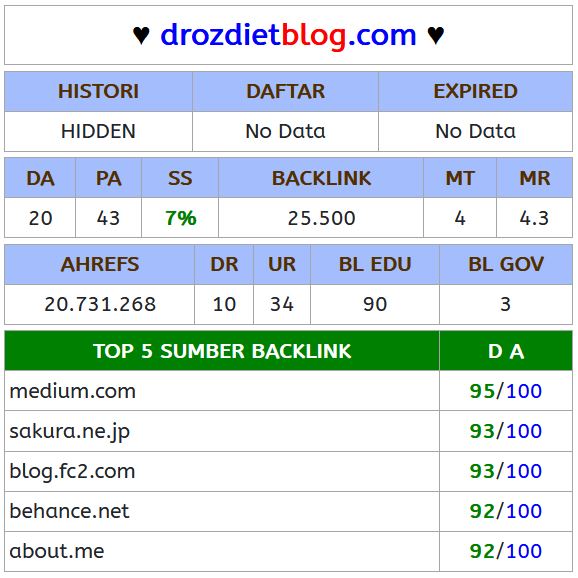 ♥ drozdietblog.com ♥
HISTORI DAFTAR EXPIRED
HIDDEN No Data No Data
DA PA SS BACKLINK MT MR
20 43 7% 25.500 4 4.3
AHREFS DR UR BL EDU BL GOV
20.731.268 10 34 90 3
TOP 5 SUMBER BACKLINK D A
medium.com 95/100
sakura.ne.jp 93/100
blog.fc2.com 93/100
behance.net 92/100
about.me 92/100